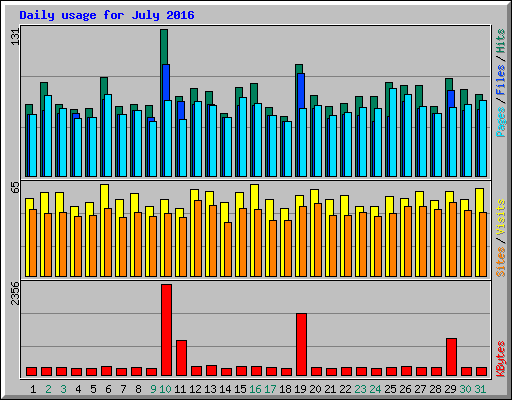 Daily usage for July 2016
131
Pages / Files / Hits
65
Sites / Visits
2356
KBytes
1 2 3 4 5 6 7 8 9 10 11 12 13 14 15 16 17 18 19 20 21 22 23 24 25 26 27 28 29 30 31